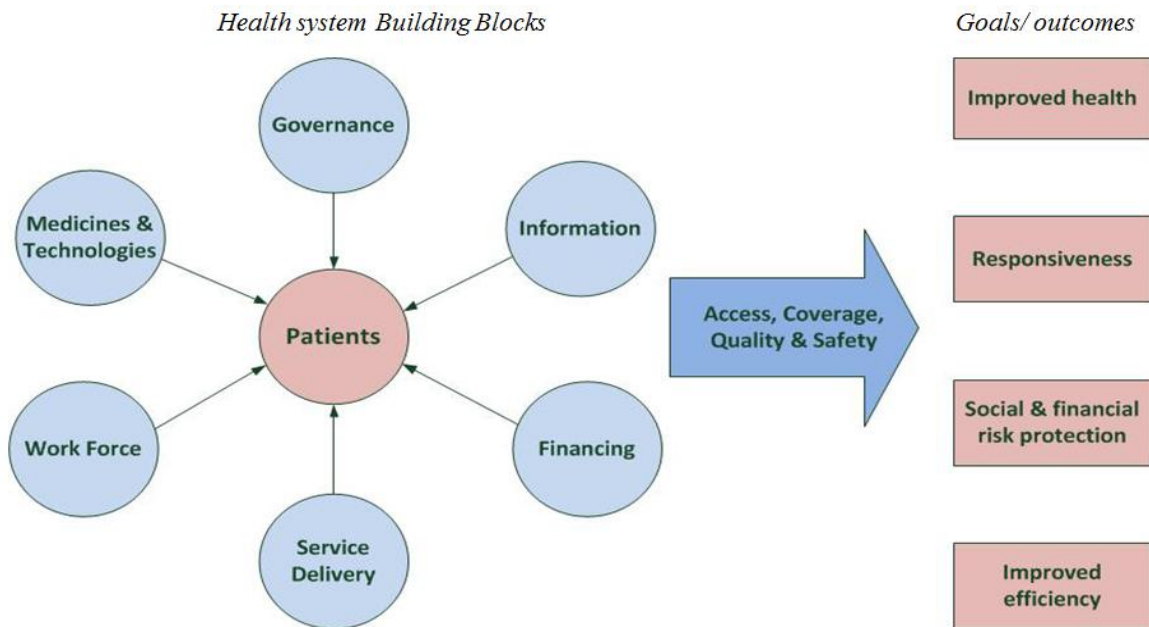 Health system Building Blocks
Goals/ outcomes
Governance
Medicines &
Technologies
Information
Patients
Work Force
Financing
Service
Delivery
Access, Coverage,
Quality & Safety
Improved health
Responsiveness
Social & financial
risk protection
Improved
efficiency